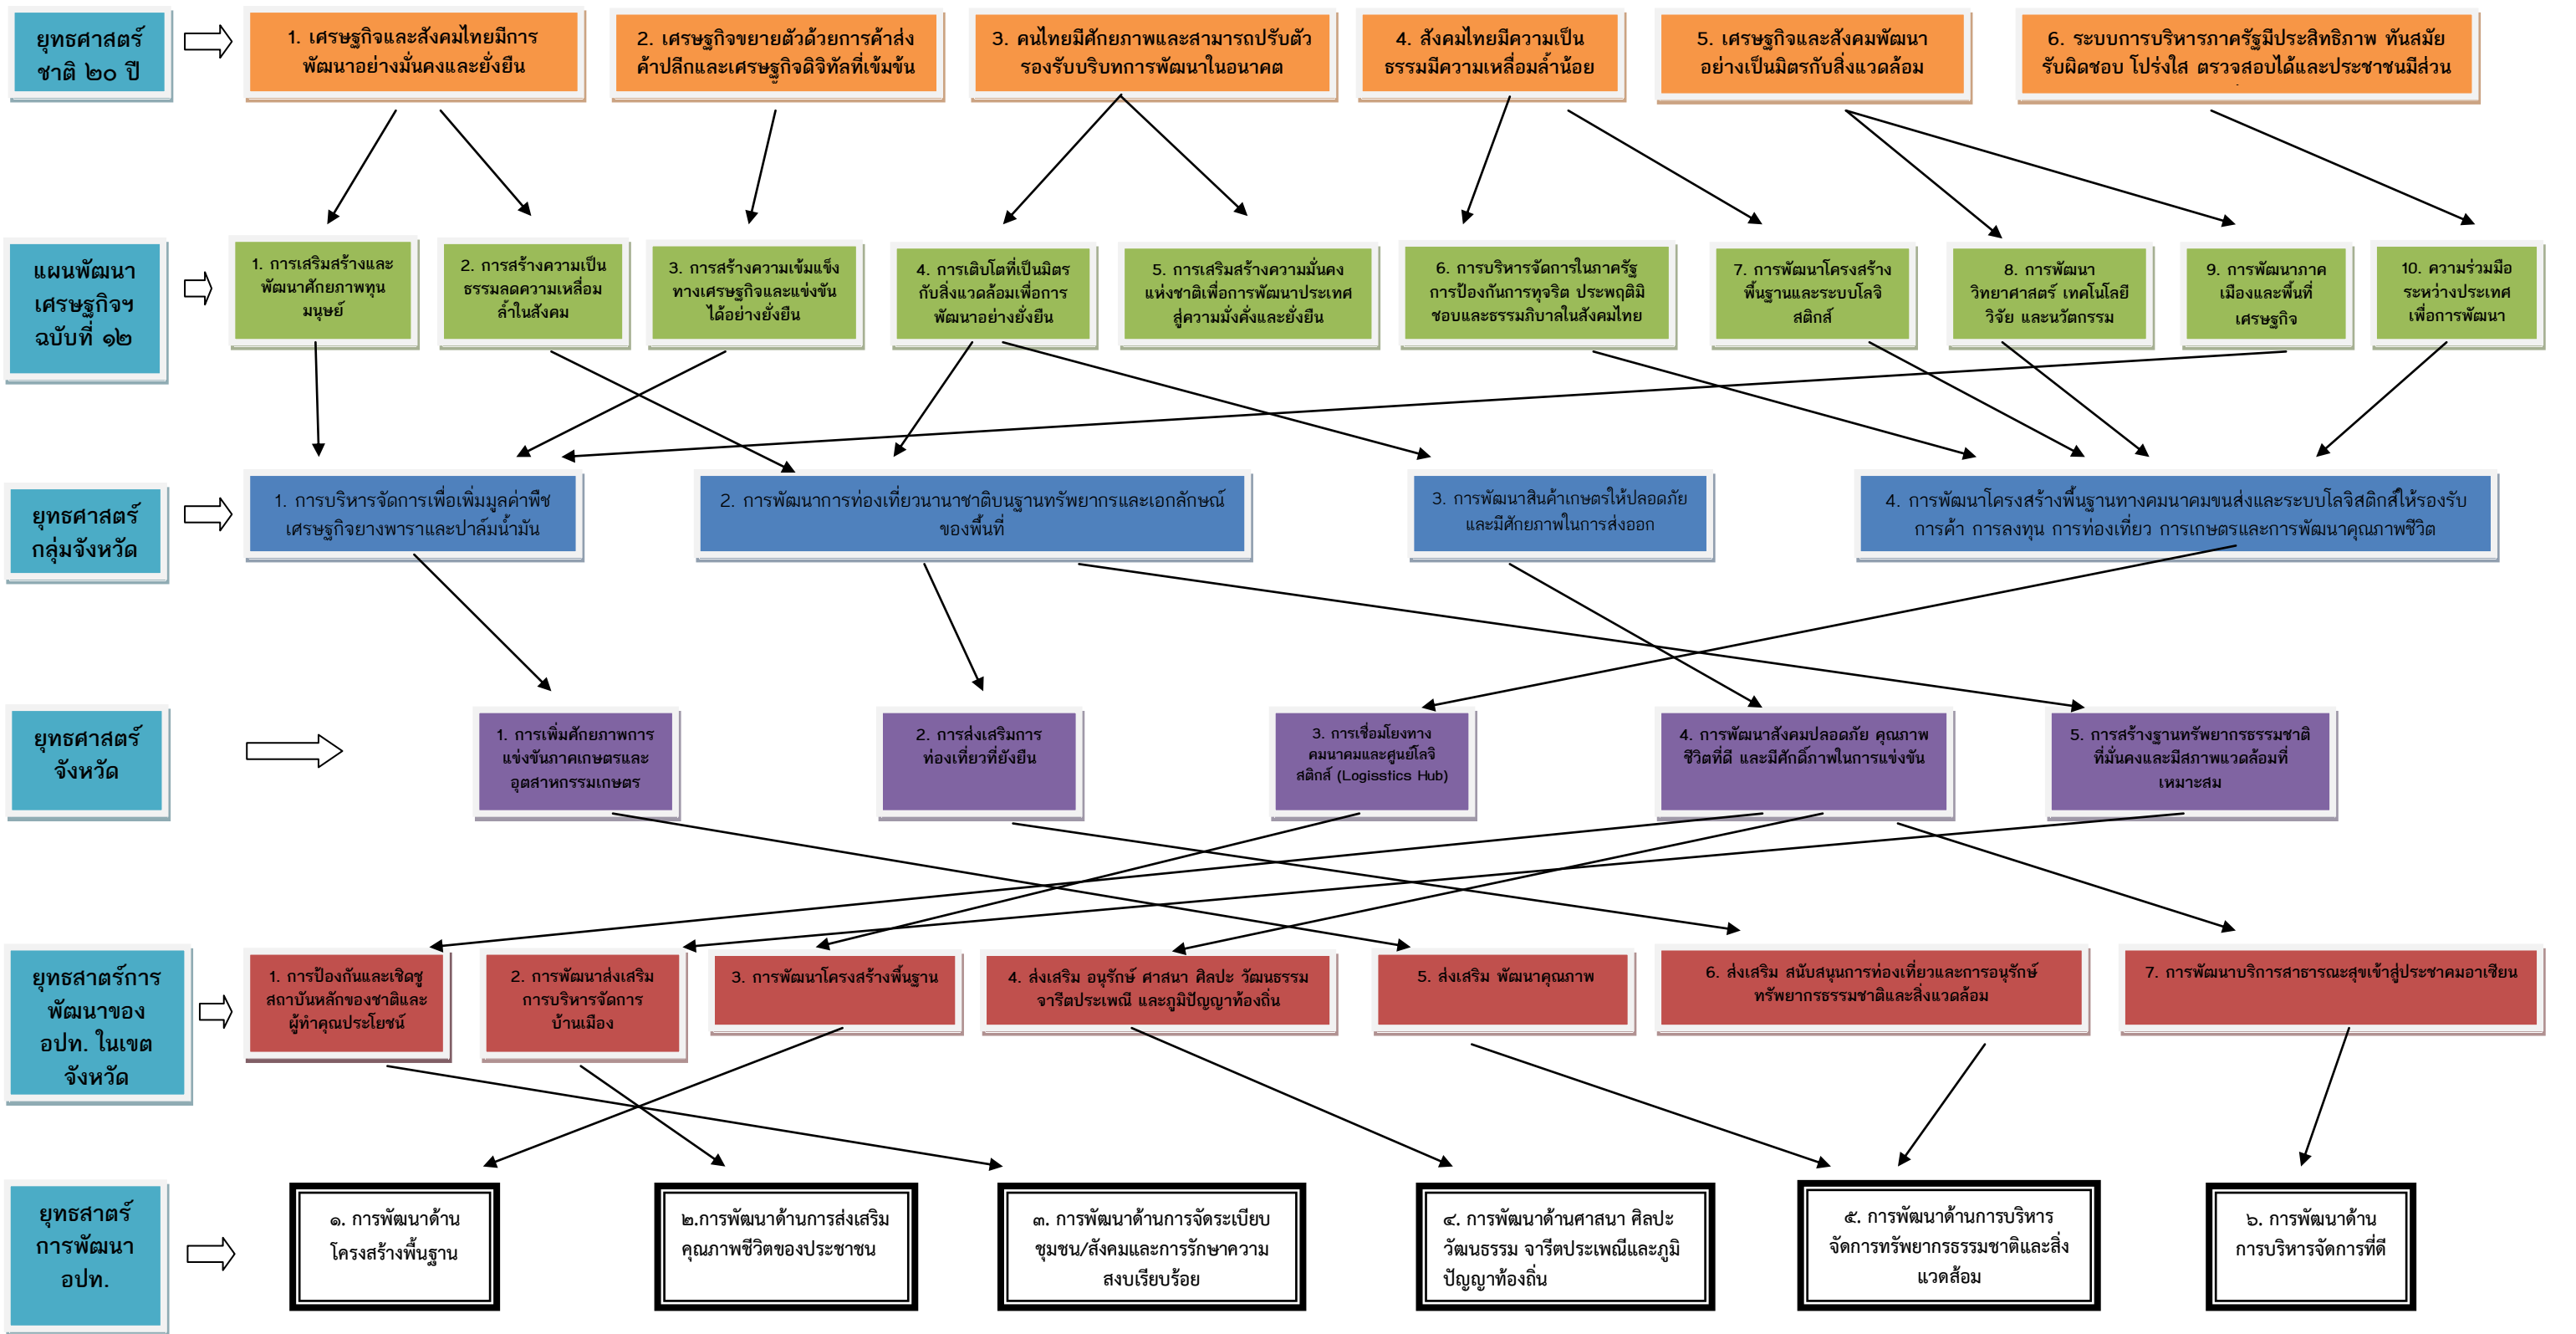 ยุทธศาสตร์
ชาติ ๒๐ ปี
1. เศรษฐกิจและสังคมไทยมีการ
พัฒนาอย่างมั่นคงและยั่งยืน
2. เศรษฐกิจขยายตัวด้วยการค้าส่ง
ค้าปลีกและเศรษฐกิจดิจิทัลที่เข้มข้น
3. คนไทยมีศักยภาพและสามารถปรับตัว
รองรับบริบทการพัฒนาในอนาคต
4. สังคมไทยมีความเป็น
ธรรมมีความเหลื่อมล้ำน้อย
5. เศรษฐกิจและสังคมพัฒนา
อย่างเป็นมิตรกับสิ่งแวดล้อม
6. ระบบการบริหารภาครัฐมีประสิทธิภาพ ทันสมัย
รับผิดชอบ โปร่งใส ตรวจสอบได้และประชาชนมีส่วน
แผนพัฒนา
เศรษฐกิจฯ
ฉบับที่ ๑๒
1. การเสริมสร้างและ
พัฒนาศักยภาพทุน
มนุษย์
2. การสร้างความเป็น
ธรรมลดความเหลื่อม
ล้ำในสังคม
3. การสร้างความเข้มแข็ง
ทางเศรษฐกิจและแข่งขัน
ได้อย่างยั่งยืน
4. การเติบโตที่เป็นมิตร
กับสิ่งแวดล้อมเพื่อการ
พัฒนาอย่างยั่งยืน
5. การเสริมสร้างความมั่นคง
แห่งชาติเพื่อการพัฒนาประเทศ
สู่ความมั่งคั่งและยั่งยืน
6. การบริหารจัดการในภาครัฐ
การป้องกันการทุจริต ประพฤติมิ
ชอบและธรรมภิบาลในสังคมไทย
7. การพัฒนาโครงสร้าง
พื้นฐานและระบบโลจิ
สติกส์
8. การพัฒนา
วิทยาศาสตร์ เทคโนโลยี
วิจัย และนวัตกรรม
9. การพัฒนาภาค
เมืองและพื้นที่
เศรษฐกิจ
10. ความร่วมมือ
ระหว่างประเทศ
เพื่อการพัฒนา
ยุทธศาสตร์
กลุ่มจังหวัด
1. การบริหารจัดการเพื่อเพิ่มมูลค่าพืช
เศรษฐกิจยางพาราและปาล์มน้ำมัน
2. การพัฒนาการท่องเที่ยวนานาชาติบนฐานทรัพยากรและเอกลักษณ์
ของพื้นที่
3. การพัฒนาสินค้าเกษตรให้ปลอดภัย
และมีศักยภาพในการส่งออก
4. การพัฒนาโครงสร้างพื้นฐานทางคมนาคมขนส่งและระบบโลจิสติกส์ให้รองรับ
การค้า การลงทุน การท่องเที่ยว การเกษตรและการพัฒนาคุณภาพชีวิต
ยุทธศาสตร์
จังหวัด
1. การเพิ่มศักยภาพการ
แข่งขันภาคเกษตรและ
อุตสาหกรรมเกษตร
2. การส่งเสริมการ
ท่องเที่ยวที่ยังยืน
3. การเชื่อมโยงทาง
คมนาคมและศูนย์โลจิ
สติกส์ (Logisstics Hub)
4. การพัฒนาสังคมปลอดภัย คุณภาพ
ชีวิตที่ดี และมีศักดิ์ภาพในการแข่งขัน
5. การสร้างฐานทรัพยากรธรรมชาติ
ที่มั่นคงและมีสภาพแวดล้อมที่
เหมาะสม
ยุทธสาตร์การ
พัฒนาของ
อปท. ในเขต
จังหวัด
1. การป้องกันและเชิดชู
สถาบันหลักของชาติและ
ผู้ทำคุณประโยชน์
2. การพัฒนาส่งเสริม
การบริหารจัดการ
บ้านเมือง
3. การพัฒนาโครงสร้างพื้นฐาน
4. ส่งเสริม อนุรักษ์ ศาสนา ศิลปะ วัฒนธรรม
จารีตประเพณี และภูมิปัญญาท้องถิ่น
5. ส่งเสริม พัฒนาคุณภาพ
6. ส่งเสริม สนับสนุนการท่องเที่ยวและการอนุรักษ์
ทรัพยากรธรรมชาติและสิ่งแวดล้อม
7. การพัฒนาบริการสาธารณะสุขเข้าสู่ประชาคมอาเซียน
ยุทธสาตร์
การพัฒนา
อปท.
๑. การพัฒนาด้าน
โครงสร้างพื้นฐาน
๒.การพัฒนาด้านการส่งเสริม
คุณภาพชีวิตของประชาชน
๓. การพัฒนาด้านการจัดระเบียบ
ชุมชน/สังคมและการรักษาความ
สงบเรียบร้อย
๔. การพัฒนาด้านศาสนา ศิลปะ
วัฒนธรรม จารีตประเพณีและภูมิ
ปัญญาท้องถิ่น
๕. การพัฒนาด้านการบริหาร
จัดการทรัพยากรธรรมชาติและสิ่ง
แวดล้อม
๖. การพัฒนาด้าน
การบริหารจัดการที่ดี